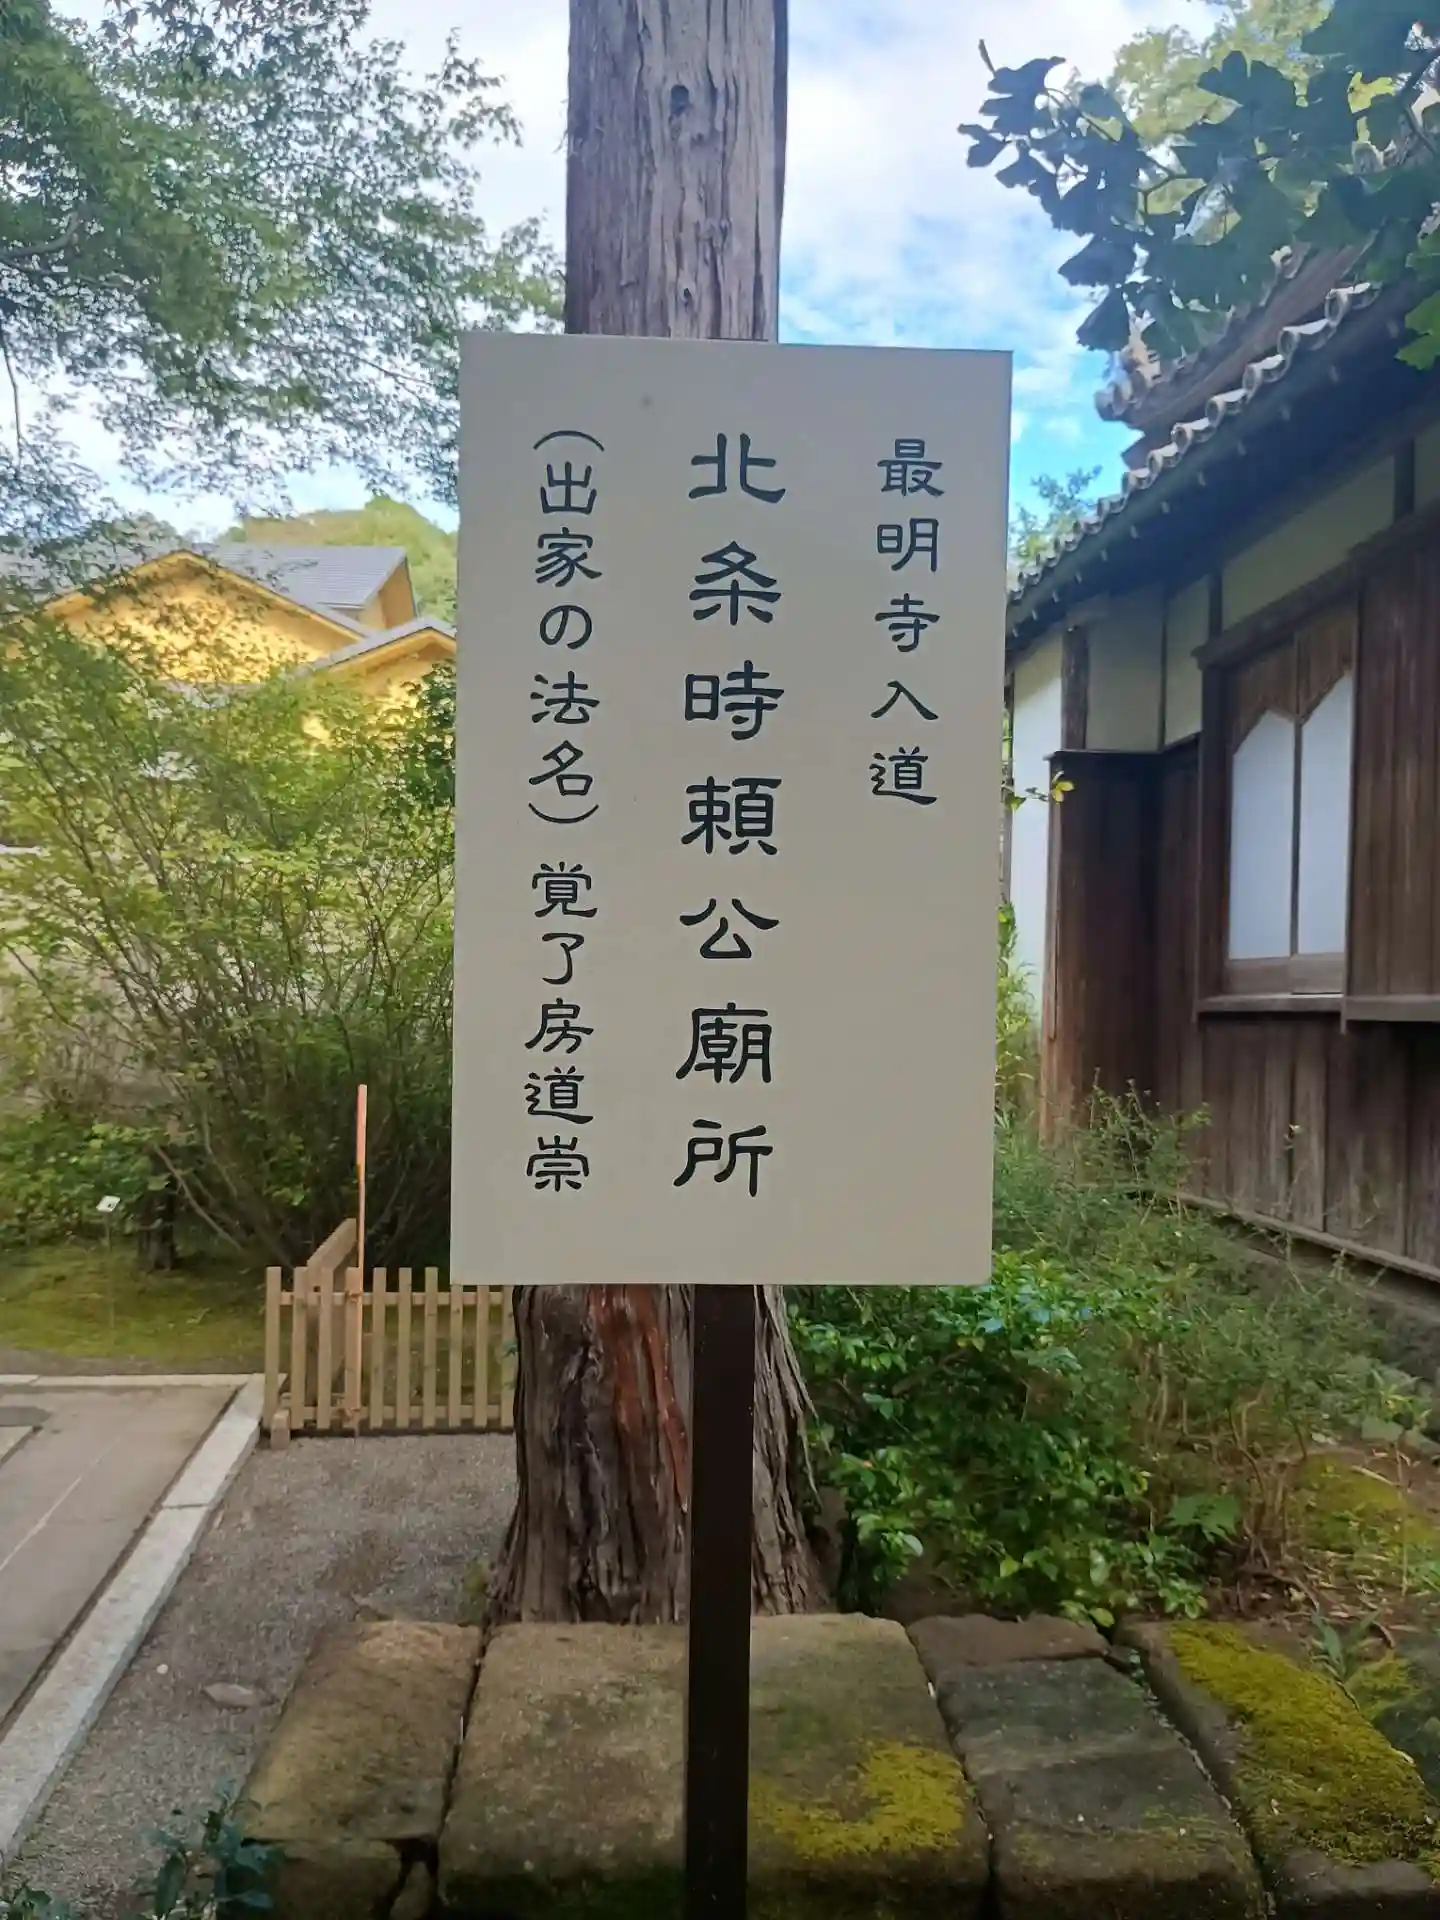 最明寺入道
北条時頼公廟所
（出家の法名）覚了房道崇